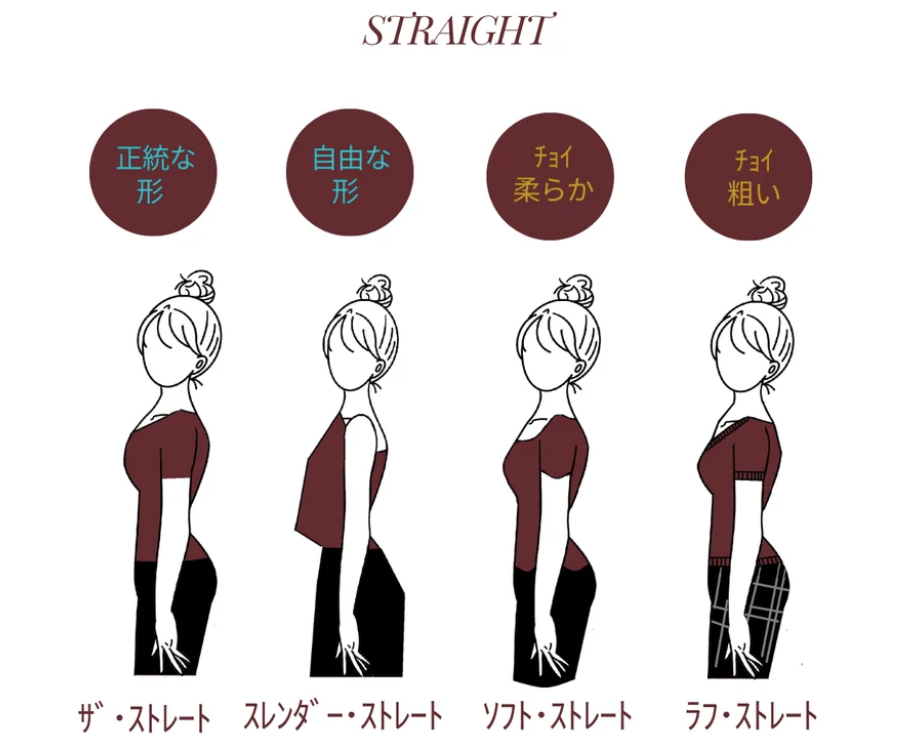 STRAIGHT
正統な
形
自由な
形
ﾁｮｲ
柔らか
ﾁｮｲ
粗い
ｻﾞ・ｽﾄﾚｰﾄ
ｽﾚﾝﾀﾞｰ・ｽﾄﾚｰﾄ
ｿﾌﾄ・ｽﾄﾚｰﾄ
ﾗﾌ・ｽﾄﾚｰﾄ